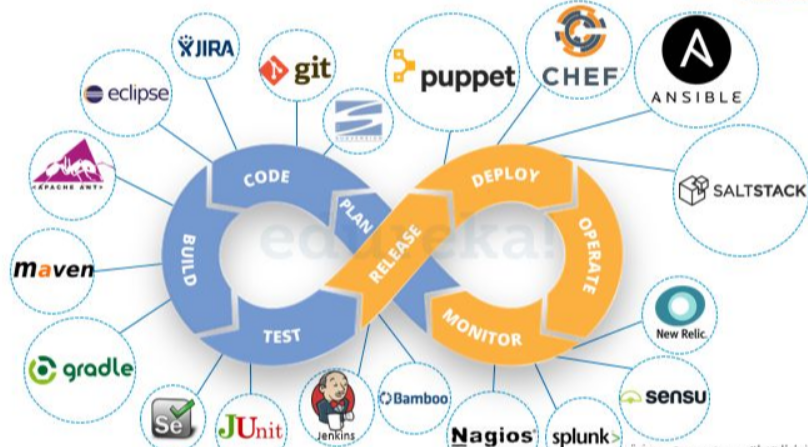 JIRA
git
eclipse
SUBVERSION
puppet
CHEF
ANSIBLE
<APACHE ANT>
CODE
PLAN
DEPLOY
SALTSTACK
BUILD
edureka!
RELEASE
OPERATE
maven
TEST
MONITOR
New Relic.
gradle
Se
JUnit
Jenkins
Bamboo
Nagios®
splunk>
sensu